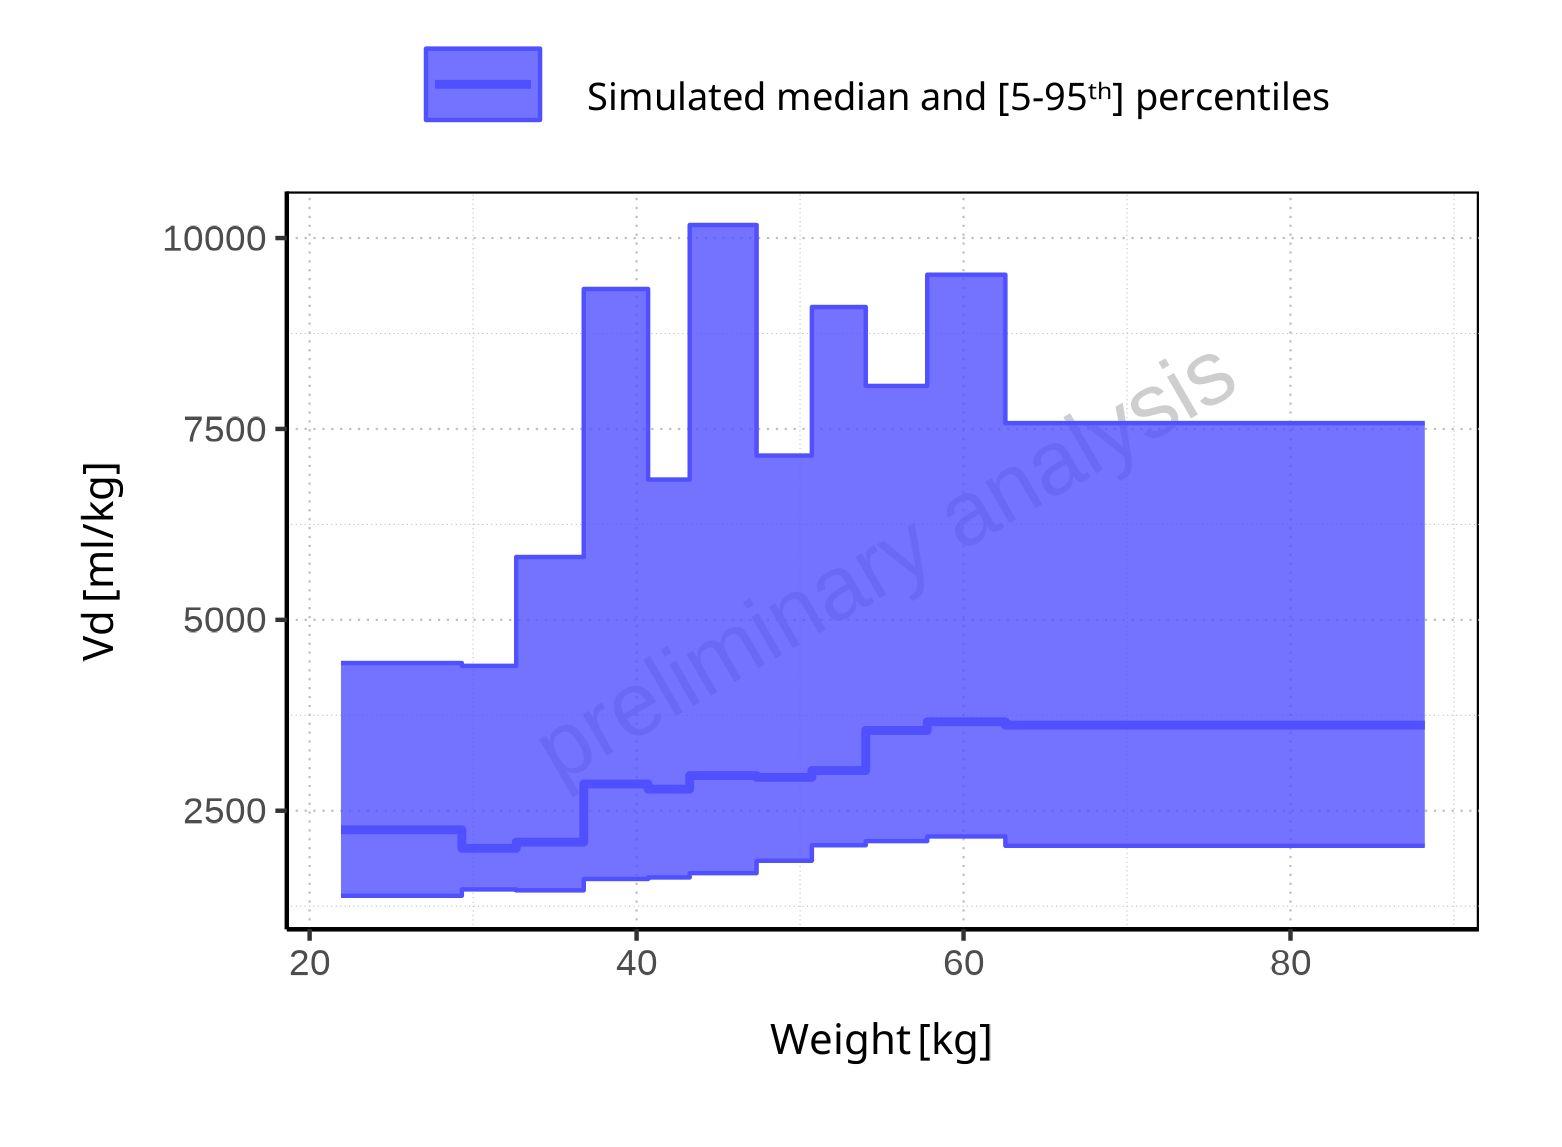 Simulated median and [5-95ᵗʰ] percentiles
10000
7500
5000
2500
Vd [ml/kg]
preliminary analysis
20 40 60 80
Weight [kg]